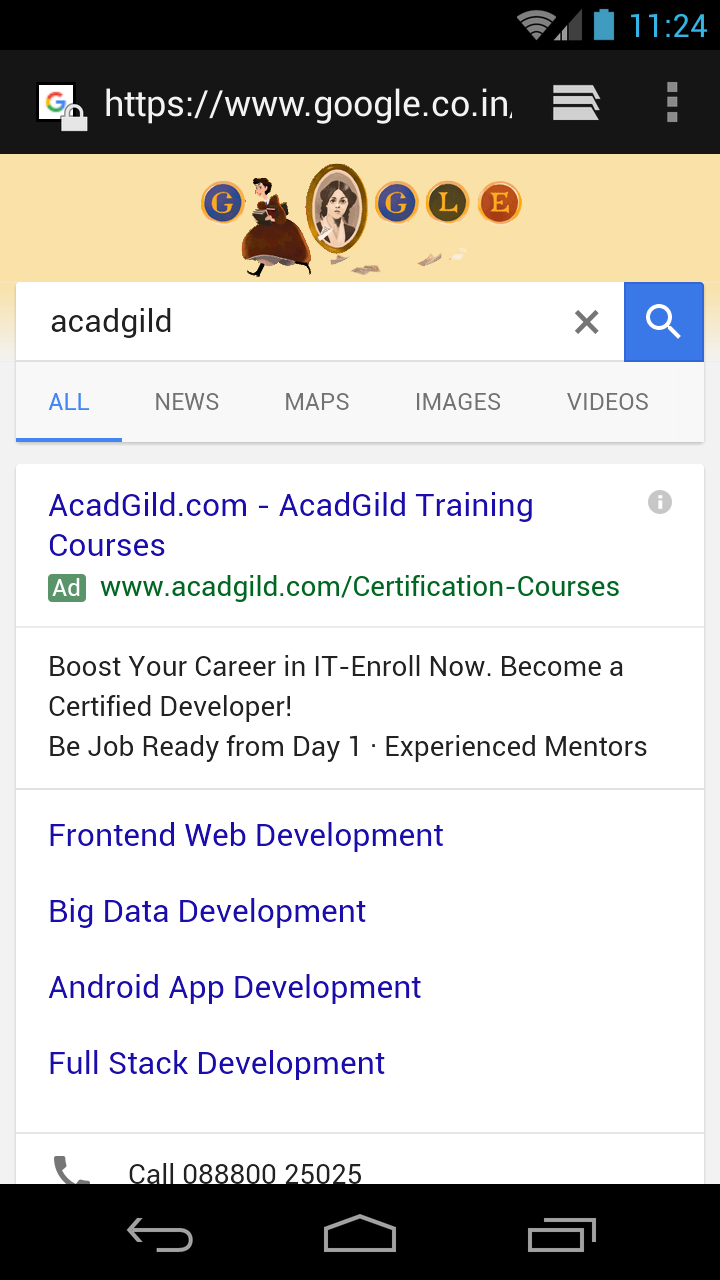 11:24
https://www.google.co.in/
G G L E
acadgild
ALL NEWS MAPS IMAGES VIDEOS
AcadGild.com - AcadGild Training
Courses
Ad www.acadgild.com/Certification-Courses
Boost Your Career in IT-Enroll Now. Become a
Certified Developer!
Be Job Ready from Day 1 · Experienced Mentors
Frontend Web Development
Big Data Development
Android App Development
Full Stack Development
Call 088800 25025